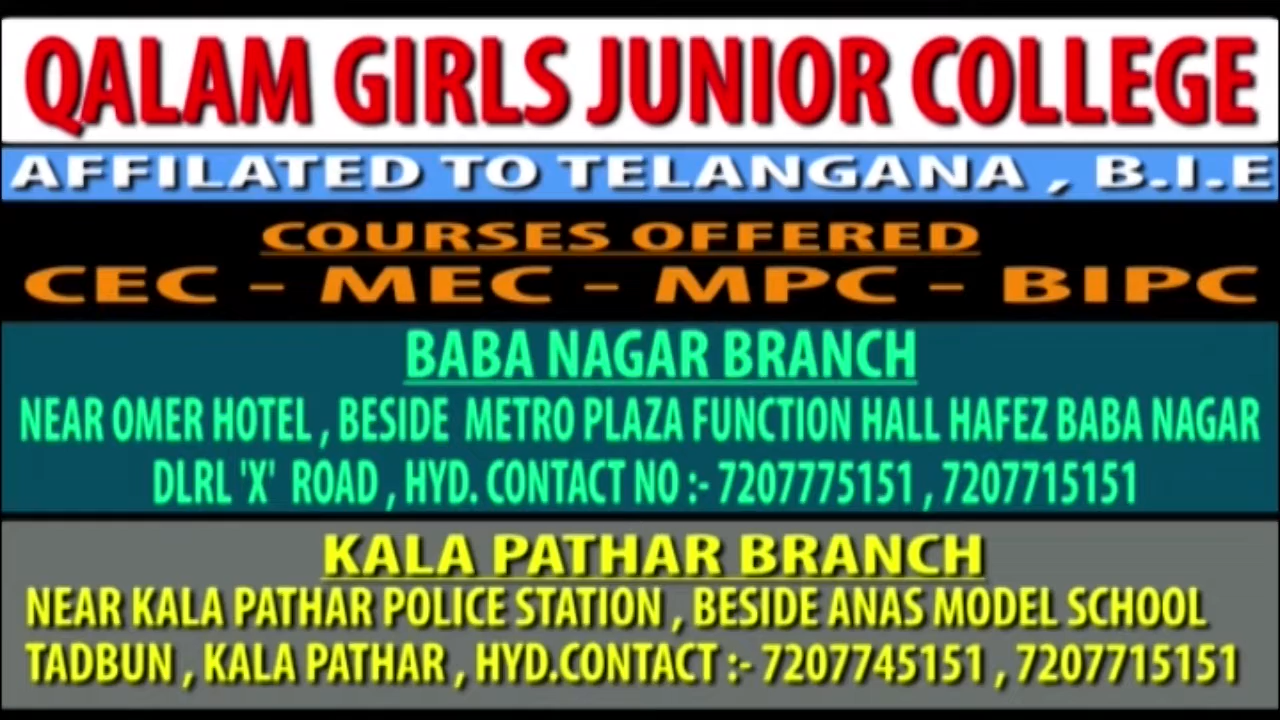 QALAM GIRLS JUNIOR COLLEGE
AFFILATED TO TELANGANA , B.I.E
COURSES OFFERED
CEC - MEC - MPC - BIPC
BABA NAGAR BRANCH
NEAR OMER HOTEL , BESIDE METRO PLAZA FUNCTION HALL HAFEZ BABA NAGAR
DLRL 'X' ROAD , HYD. CONTACT NO :- 7207775151 , 7207715151
KALA PATHAR BRANCH
NEAR KALA PATHAR POLICE STATION , BESIDE ANAS MODEL SCHOOL
TADBUN , KALA PATHAR , HYD.CONTACT :- 7207745151 , 7207715151